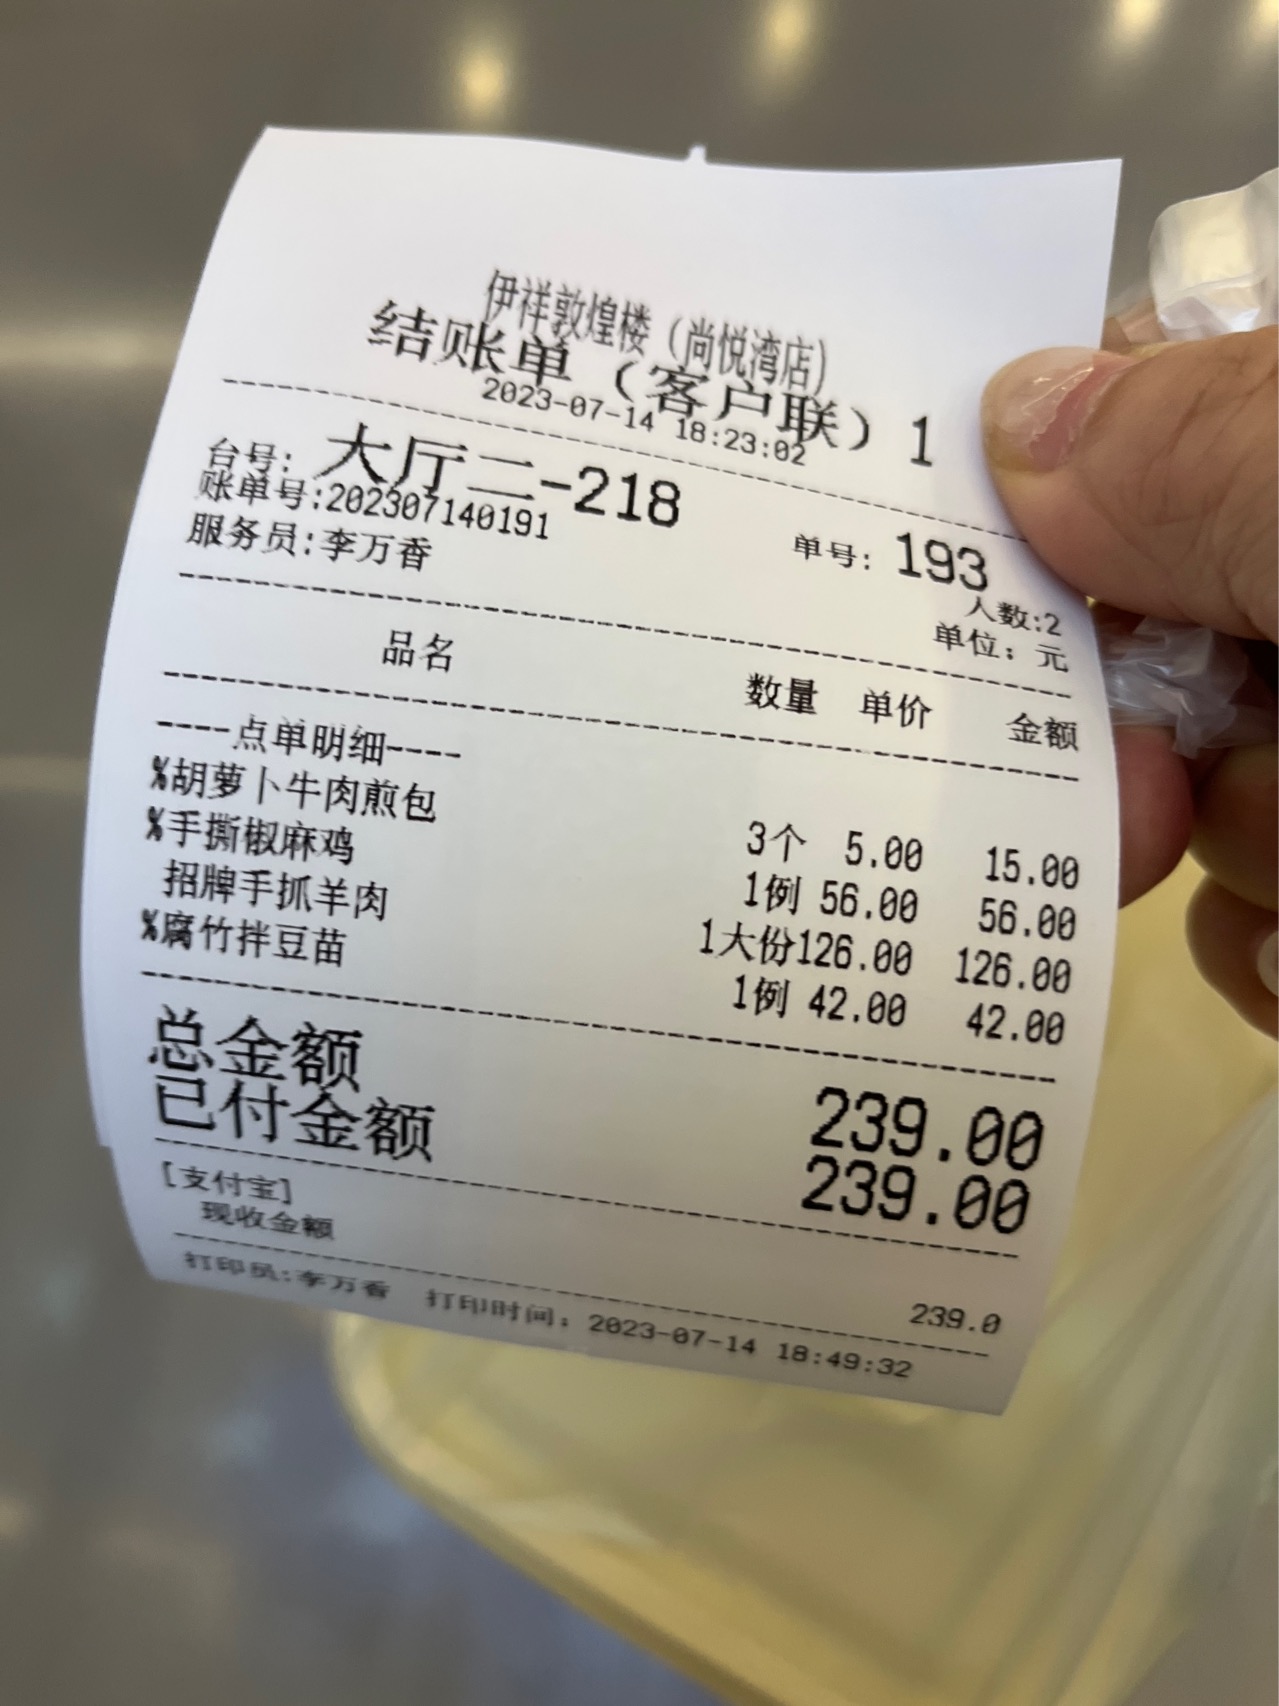 伊祥敦煌楼（尚悦湾店）
结账单（客户联）1
2023-07-14 18:23:02
台号: 大厅二-218 单号: 193
账单号:202307140191 人数:2
服务员:李万香 单位: 元
品名 数量 单价 金额
----点单明细----
%胡萝卜牛肉煎包 3个 5.00 15.00
%手撕椒麻鸡 1例 56.00 56.00
招牌手抓羊肉 1大份126.00 126.00
%腐竹拌豆苗 1例 42.00 42.00
总金额 239.00
已付金额 239.00
[支付宝]
现收金额 239.0
打印员:李万香 打印时间: 2023-07-14 18:49:32